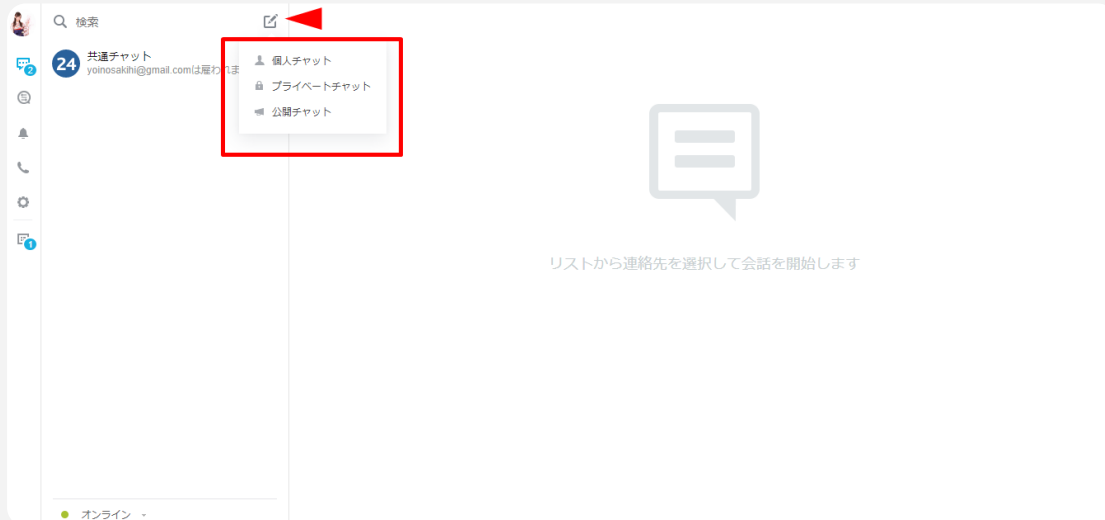 検索
24
共通チャット
yoinosakihi@gmail.comは雇われま
個人チャット
プライベートチャット
公開チャット
2
1
リストから連絡先を選択して会話を開始します
オンライン